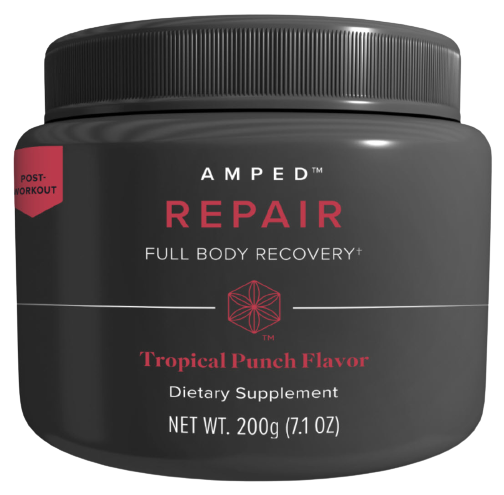 AMPED™
POST-
WORKOUT
REPAIR
FULL BODY RECOVERY†
TM
Tropical Punch Flavor
Dietary Supplement
NET WT. 200g (7.1 OZ)